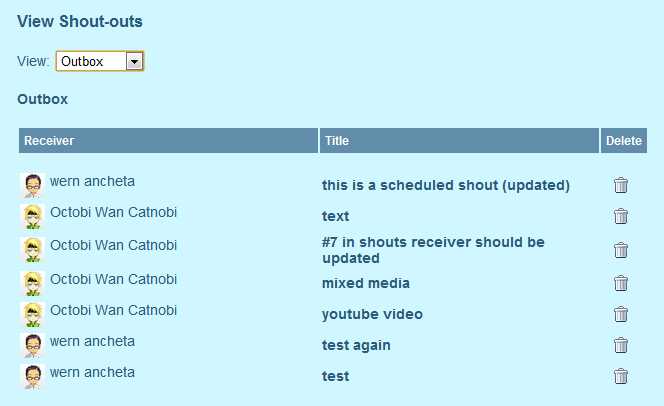 View Shout-outs
View: Outbox
Outbox
Receiver Title Delete
wern ancheta this is a scheduled shout (updated)
Octobi Wan Catnobi text
Octobi Wan Catnobi #7 in shouts receiver should be
updated
Octobi Wan Catnobi mixed media
Octobi Wan Catnobi youtube video
wern ancheta test again
wern ancheta test